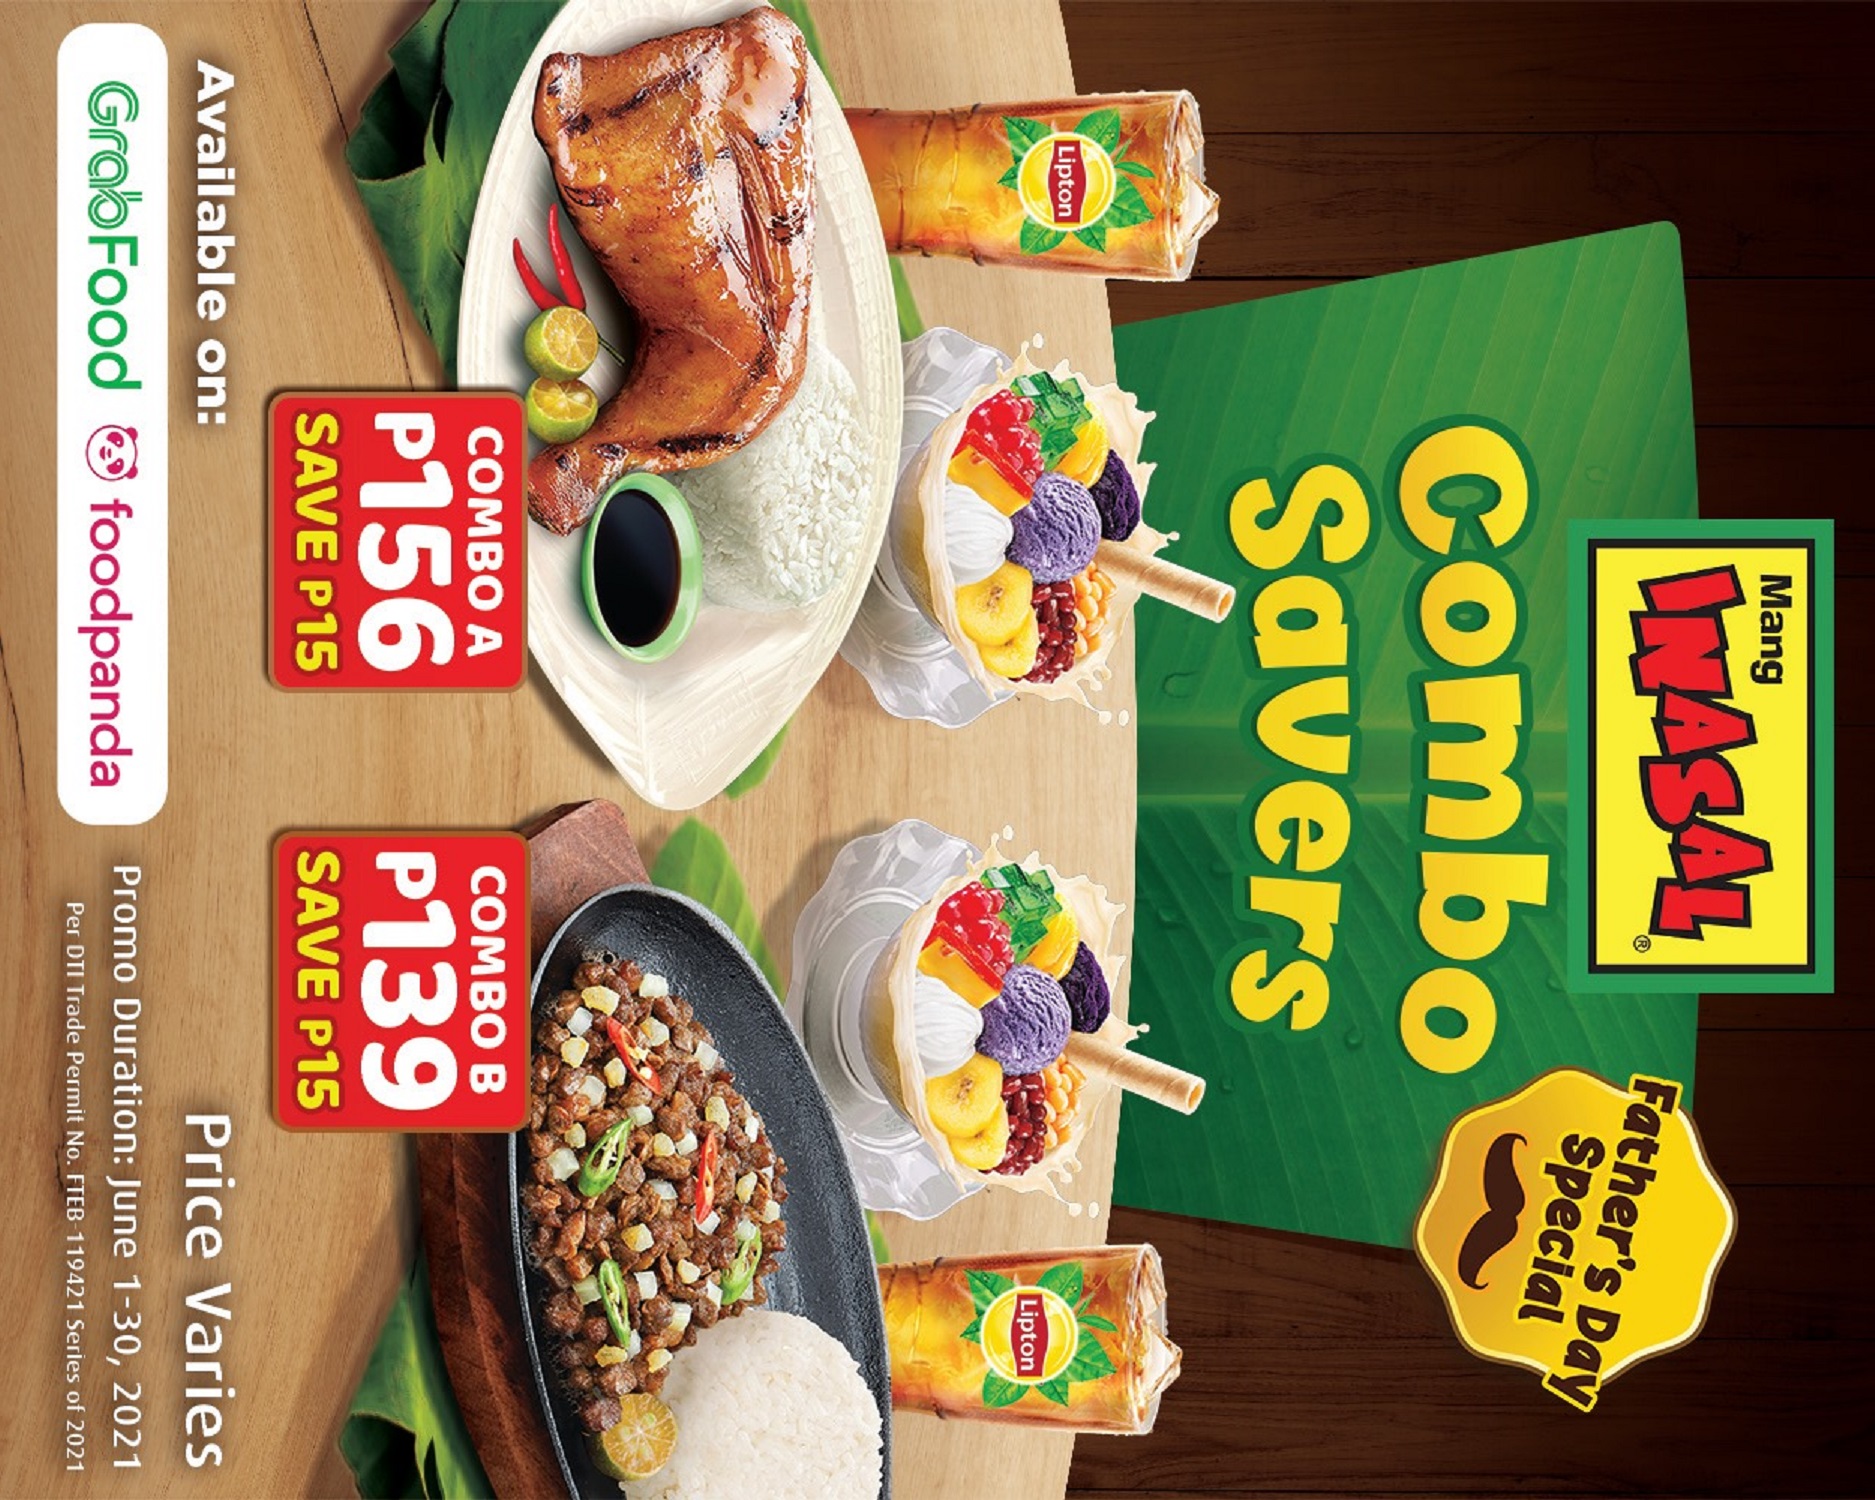 Mang
INASAL
®
Father's Day
Special
Combo
Savers
Lipton
Lipton
COMBO A
P156
SAVE P15
COMBO B
P139
SAVE P15
Available on:
GrabFood
foodpanda
Price Varies
Promo Duration: June 1-30, 2021
Per DTI Trade Permit No. FTEB-119421 Series of 2021